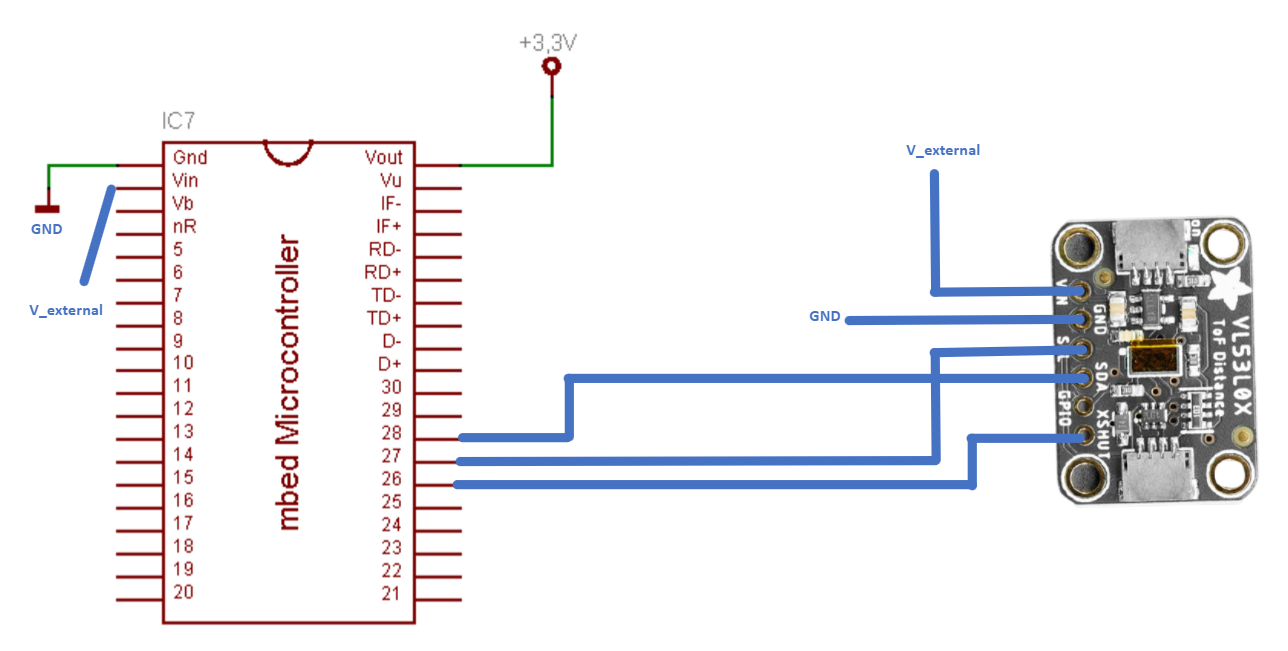 +3,3V
IC7
Gnd
Vin
Vb
nR
5
6
7
8
9
10
11
12
13
14
15
16
17
18
19
20
mbed Microcontroller
Vout
Vu
IF-
IF+
RD-
RD+
TD-
TD+
D-
D+
30
29
28
27
26
25
24
23
22
21
GND
V_external
V_external
GND
VIN
GND
SCL
SDA
GPIO
XSHUT
on
VL53L0X
ToF Distance